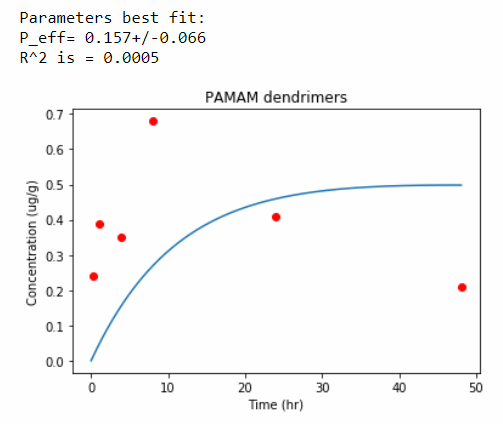 Parameters best fit:
P_eff= 0.157+/-0.066
R^2 is = 0.0005
PAMAM dendrimers
0.7
0.6
0.5
0.4
0.3
0.2
0.1
0.0
Concentration (ug/g)
0 10 20 30 40 50
Time (hr)